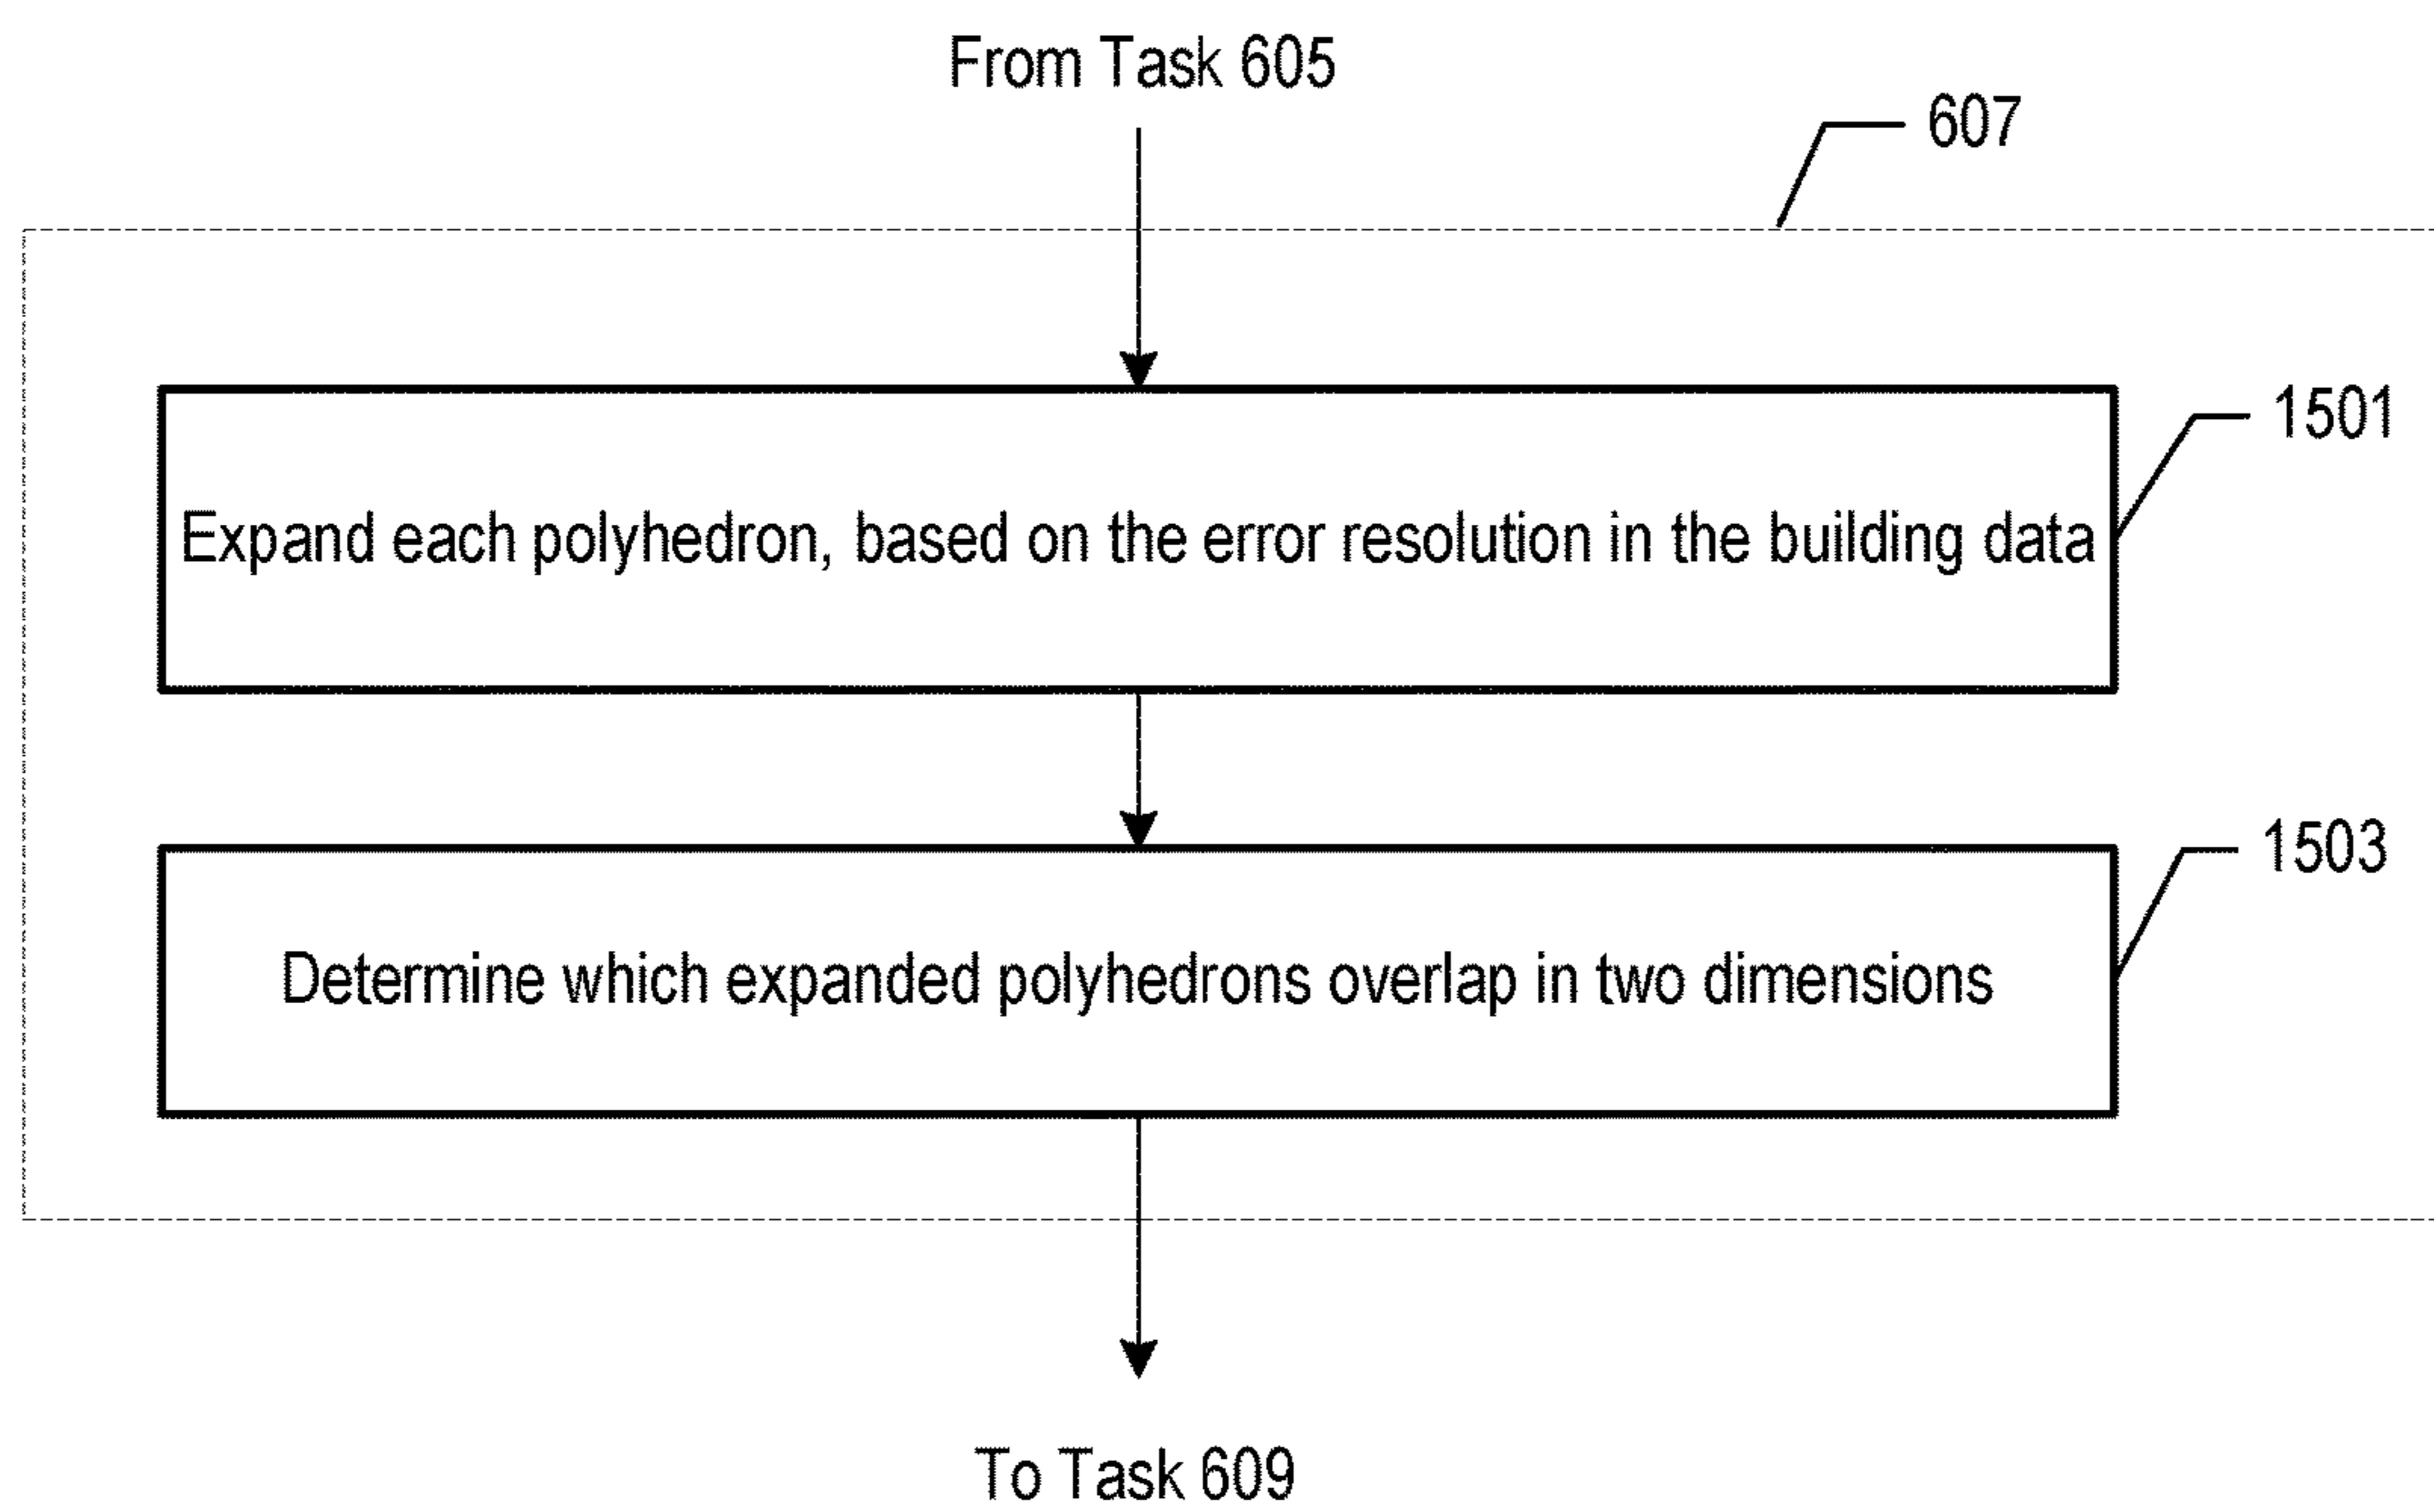 From Task 605
607
1501
Expand each polyhedron, based on the error resolution in the building data
1503
Determine which expanded polyhedrons overlap in two dimensions
To Task 609